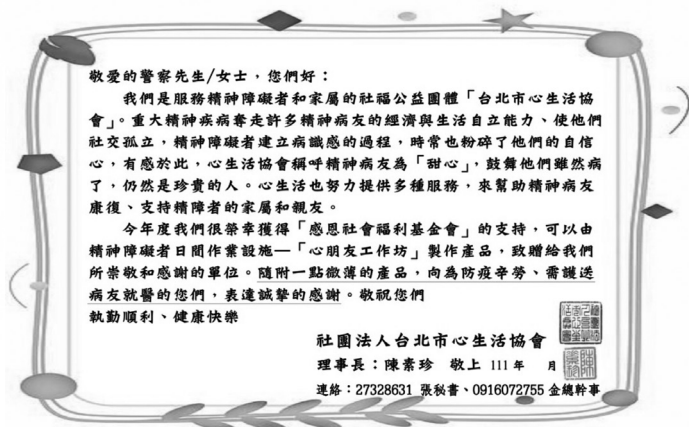 敬愛的警察先生/女士，您們好：
我們是服務精神障礙者和家屬的社福公益團體「台北市心生活協
會」。重大精神疾病奪走許多精神病友的經濟與生活自立能力、使他們
社交孤立，精神障礙者建立病識感的過程，時常也粉碎了他們的自信
心，有感於此，心生活協會稱呼精神病友為「甜心」，鼓舞他們雖然病
了，仍然是珍貴的人。心生活也努力提供多種服務，來幫助精神病友
康復、支持精障者的家屬和親友。
今年度我們很榮幸獲得「感恩社會福利基金會」的支持，可以由
精神障礙者日間作業設施—「心朋友工作坊」製作產品，致贈給我們
所崇敬和感謝的單位。隨附一點微薄的產品，向為防疫辛勞、需護送
病友就醫的您們，表達誠摯的感謝。敬祝您們
執勤順利、健康快樂
社團法人台北市心生活協會
理事長：陳素珍 敬上 111年 月
連絡：27328631 張秘書、0916072755 金總幹事